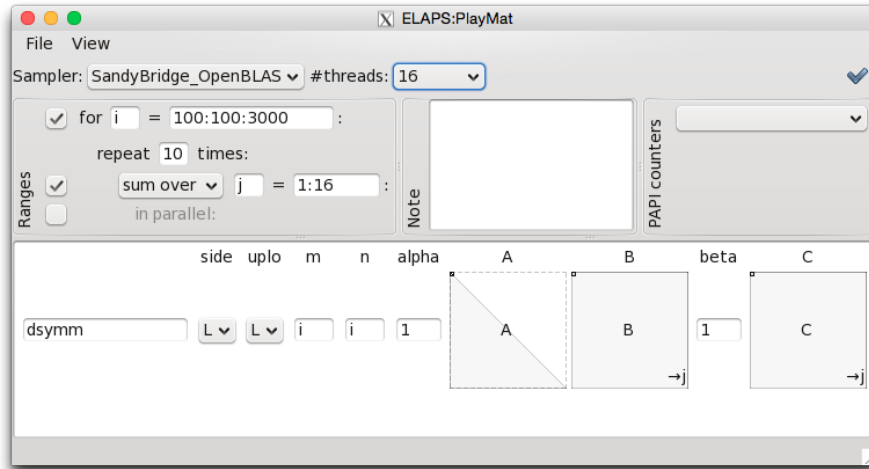 X ELAPS:PlayMat
File View
Sampler: SandyBridge_OpenBLAS #threads: 16
for i = 100:100:3000 :
repeat 10 times:
sum over j = 1:16 :
in parallel:
Ranges
Note
PAPI counters
side uplo m n alpha A B beta C
dsymm L L i i 1 A B 1 C
→j →j